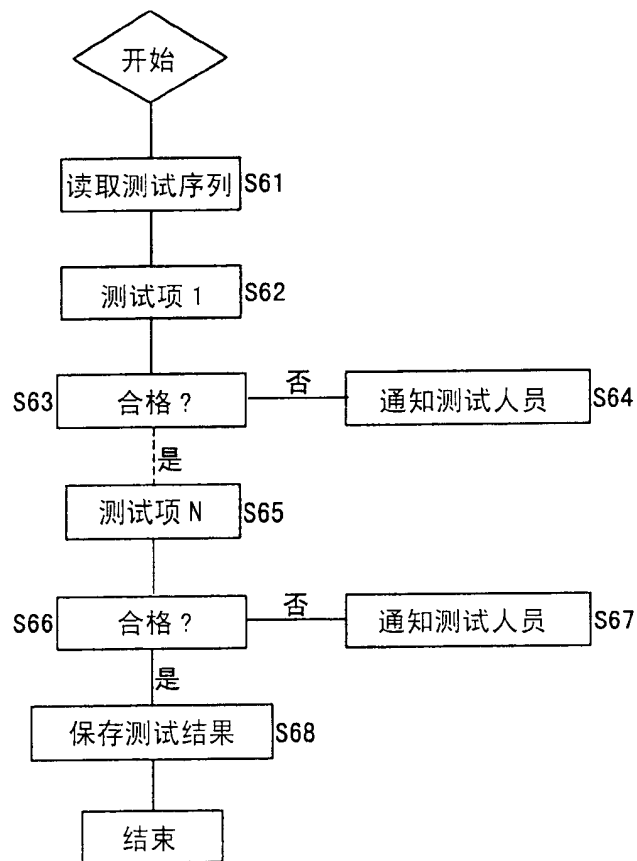 开始
读取测试序列 S61
测试项 1 S62
S63 合格？ 否 通知测试人员 S64
是
测试项 N S65
S66 合格？ 否 通知测试人员 S67
是
保存测试结果 S68
结束